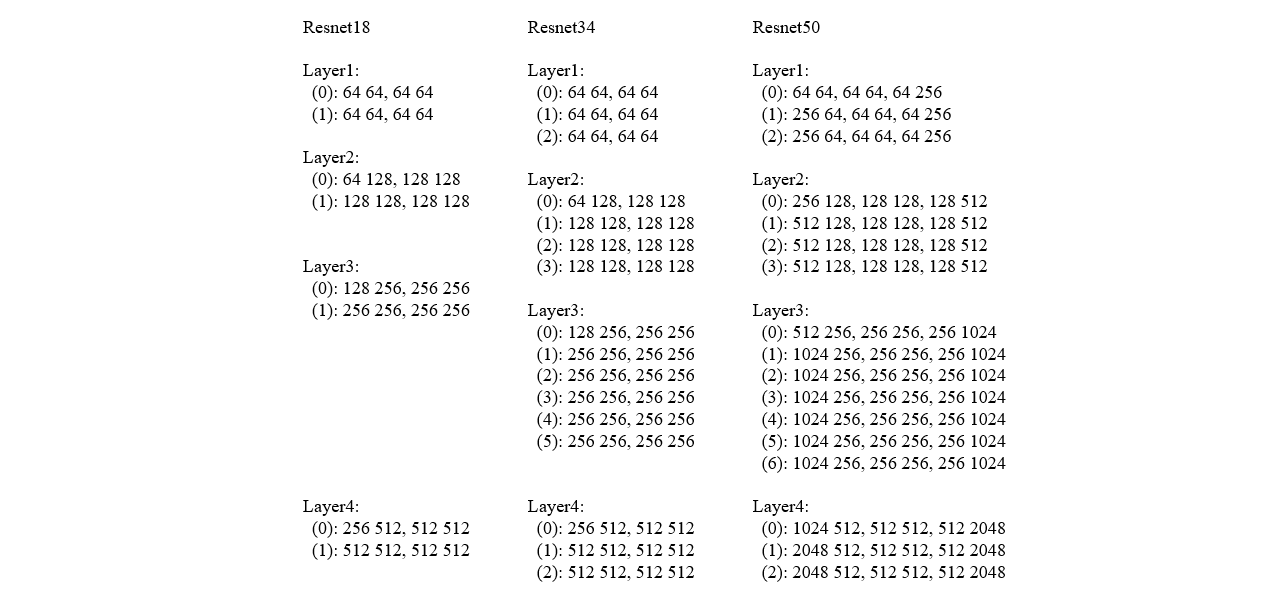 Resnet18
Layer1:
(0): 64 64, 64 64
(1): 64 64, 64 64
Layer2:
(0): 64 128, 128 128
(1): 128 128, 128 128
Layer3:
(0): 128 256, 256 256
(1): 256 256, 256 256
Layer4:
(0): 256 512, 512 512
(1): 512 512, 512 512
Resnet34
Layer1:
(0): 64 64, 64 64
(1): 64 64, 64 64
(2): 64 64, 64 64
Layer2:
(0): 64 128, 128 128
(1): 128 128, 128 128
(2): 128 128, 128 128
(3): 128 128, 128 128
Layer3:
(0): 128 256, 256 256
(1): 256 256, 256 256
(2): 256 256, 256 256
(3): 256 256, 256 256
(4): 256 256, 256 256
(5): 256 256, 256 256
Layer4:
(0): 256 512, 512 512
(1): 512 512, 512 512
(2): 512 512, 512 512
Resnet50
Layer1:
(0): 64 64, 64 64, 64 256
(1): 256 64, 64 64, 64 256
(2): 256 64, 64 64, 64 256
Layer2:
(0): 256 128, 128 128, 128 512
(1): 512 128, 128 128, 128 512
(2): 512 128, 128 128, 128 512
(3): 512 128, 128 128, 128 512
Layer3:
(0): 512 256, 256 256, 256 1024
(1): 1024 256, 256 256, 256 1024
(2): 1024 256, 256 256, 256 1024
(3): 1024 256, 256 256, 256 1024
(4): 1024 256, 256 256, 256 1024
(5): 1024 256, 256 256, 256 1024
(6): 1024 256, 256 256, 256 1024
Layer4:
(0): 1024 512, 512 512, 512 2048
(1): 2048 512, 512 512, 512 2048
(2): 2048 512, 512 512, 512 2048